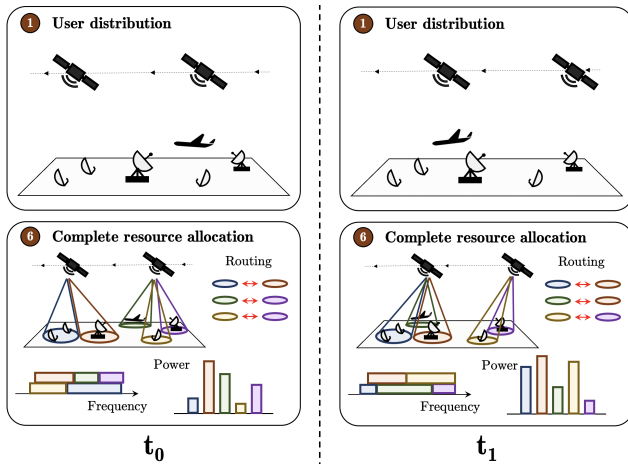 1 User distribution
6 Complete resource allocation
Routing
Power
Frequency
t0
1 User distribution
6 Complete resource allocation
Routing
Power
Frequency
t1